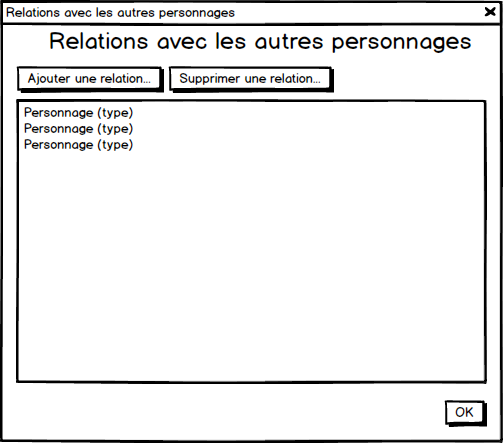 Relations avec les autres personnages
Relations avec les autres personnages
Ajouter une relation... Supprimer une relation...
Personnage (type)
Personnage (type)
Personnage (type)
OK